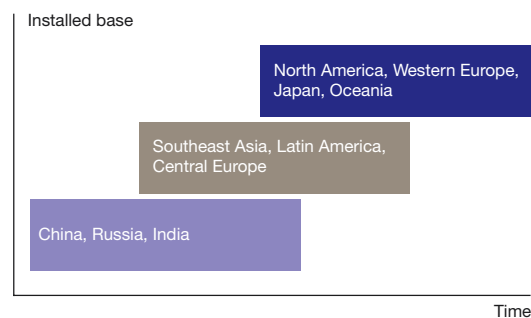 Installed base
North America, Western Europe,
Japan, Oceania
Southeast Asia, Latin America,
Central Europe
China, Russia, India
Time